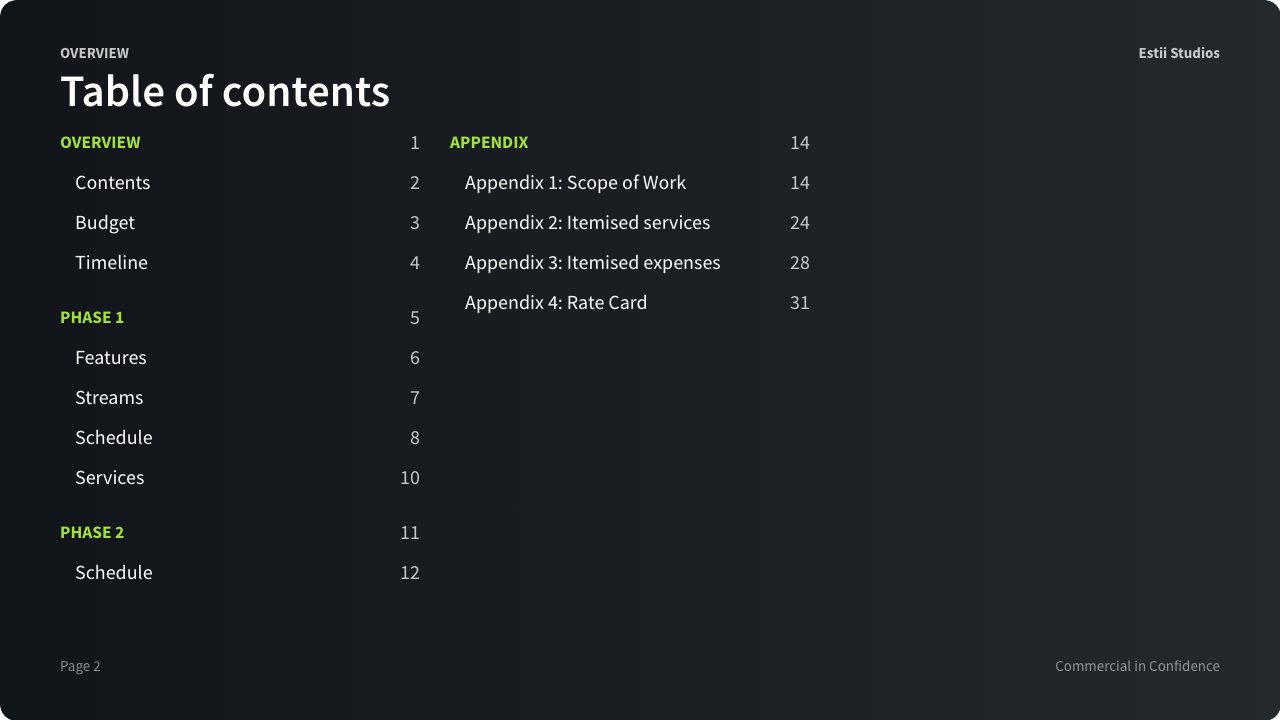 OVERVIEW
Estii Studios
Table of contents
OVERVIEW 1
Contents 2
Budget 3
Timeline 4
PHASE 1 5
Features 6
Streams 7
Schedule 8
Services 10
PHASE 2 11
Schedule 12
APPENDIX 14
Appendix 1: Scope of Work 14
Appendix 2: Itemised services 24
Appendix 3: Itemised expenses 28
Appendix 4: Rate Card 31
Page 2
Commercial in Confidence